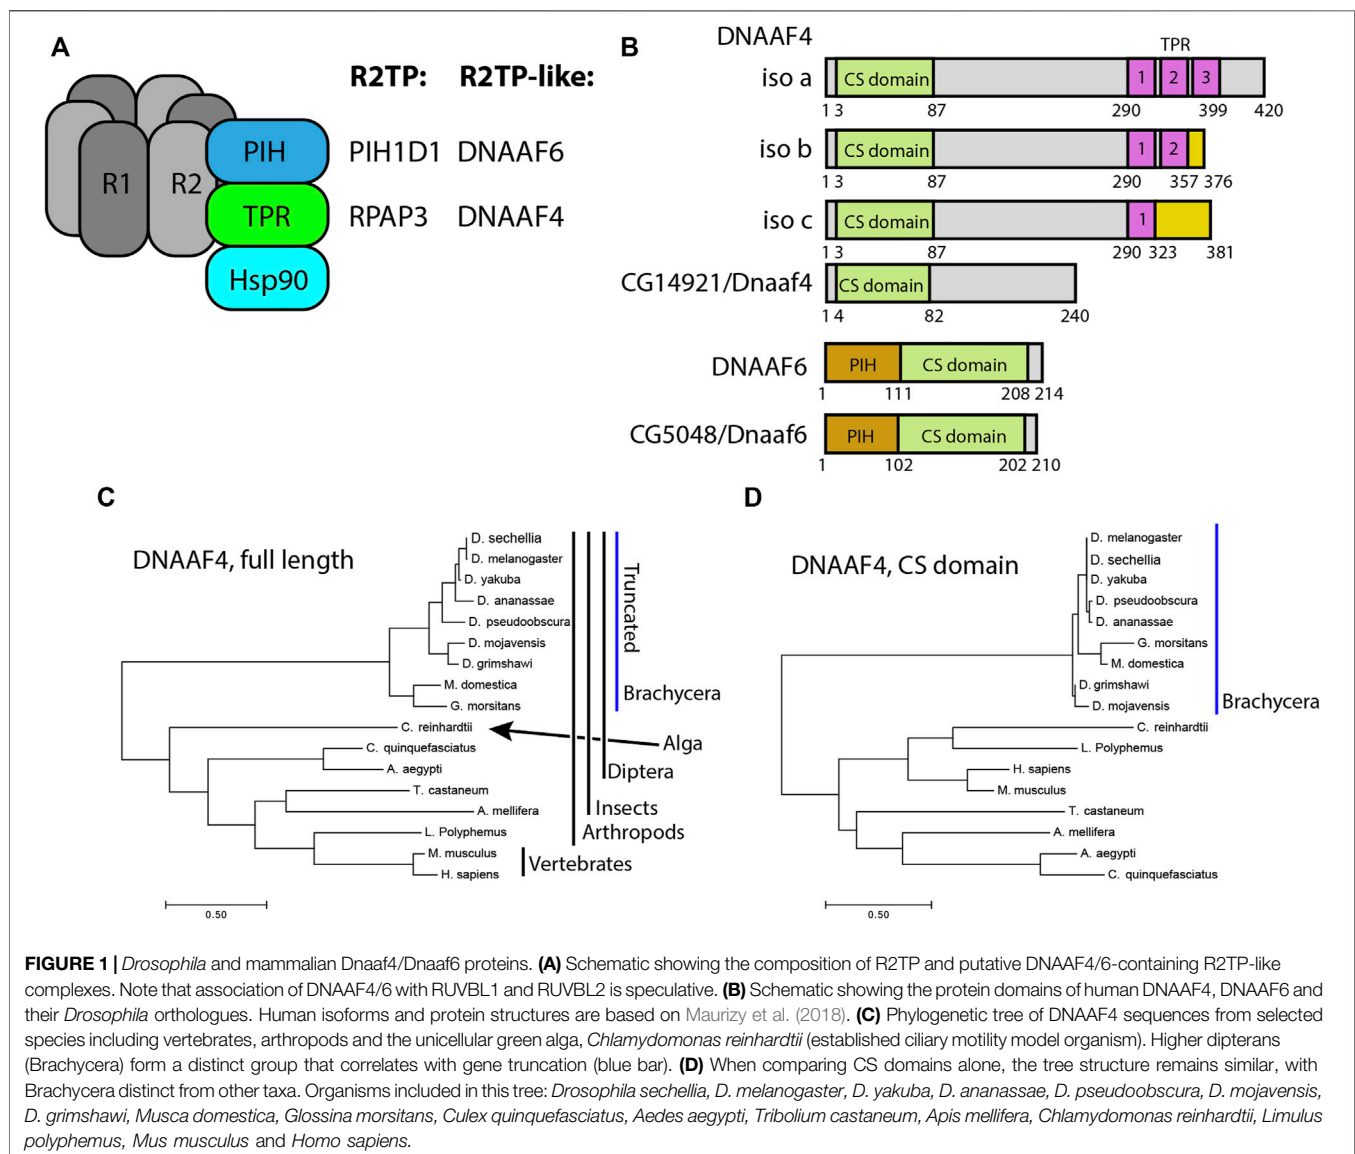 A
R2TP: R2TP-like:
PIH PIH1D1 DNAAF6
R1 R2
TPR RPAP3 DNAAF4
Hsp90
B
DNAAF4
TPR
iso a CS domain 1 2 3
1 3 87 290 399 420
iso b CS domain 1 2
1 3 87 290 357 376
iso c CS domain 1
1 3 87 290 323 381
CG14921/Dnaaf4 CS domain
1 4 82 240
DNAAF6 PIH CS domain
1 111 208 214
CG5048/Dnaaf6 PIH CS domain
1 102 202 210
C
DNAAF4, full length
D. sechellia
D. melanogaster
D. yakuba
D. ananassae
D. pseudoobscura
D. mojavensis
D. grimshawi
M. domestica
G. morsitans
C. reinhardtii
C. quinquefasciatus
A. aegypti
T. castaneum
A. mellifera
L. Polyphemus
M. musculus
H. sapiens
Truncated
Brachycera
Alga
Diptera
Insects
Arthropods
Vertebrates
0.50
D
DNAAF4, CS domain
D. melanogaster
D. sechellia
D. yakuba
D. pseudoobscura
D. ananassae
G. morsitans
M. domestica
D. grimshawi
D. mojavensis
C. reinhardtii
L. Polyphemus
H. sapiens
M. musculus
T. castaneum
A. mellifera
A. aegypti
C. quinquefasciatus
Brachycera
0.50
FIGURE 1 | Drosophila and mammalian Dnaaf4/Dnaaf6 proteins. (A) Schematic showing the composition of R2TP and putative DNAAF4/6-containing R2TP-like
complexes. Note that association of DNAAF4/6 with RUVBL1 and RUVBL2 is speculative. (B) Schematic showing the protein domains of human DNAAF4, DNAAF6 and
their Drosophila orthologues. Human isoforms and protein structures are based on Maurizy et al. (2018). (C) Phylogenetic tree of DNAAF4 sequences from selected
species including vertebrates, arthropods and the unicellular green alga, Chlamydomonas reinhardtii (established ciliary motility model organism). Higher dipterans
(Brachycera) form a distinct group that correlates with gene truncation (blue bar). (D) When comparing CS domains alone, the tree structure remains similar, with
Brachycera distinct from other taxa. Organisms included in this tree: Drosophila sechellia, D. melanogaster, D. yakuba, D. ananassae, D. pseudoobscura, D. mojavensis,
D. grimshawi, Musca domestica, Glossina morsitans, Culex quinquefasciatus, Aedes aegypti, Tribolium castaneum, Apis mellifera, Chlamydomonas reinhardtii, Limulus
polyphemus, Mus musculus and Homo sapiens.